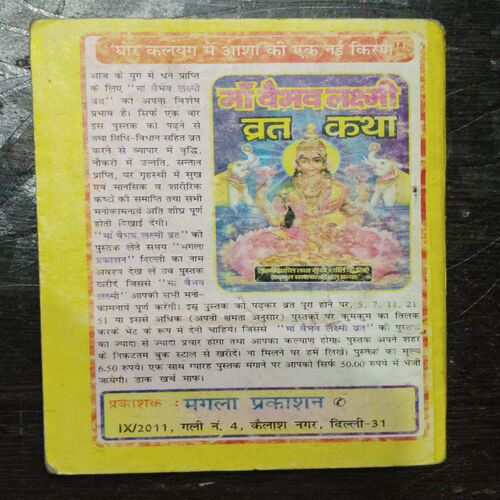 "घोर कलयुग में आशा की एक नई किरण"
आज के युग में धन प्राप्ति
के लिए "मां वैभव लक्ष्मी
व्रत" का अपना विशेष
प्रभाव है। सिर्फ एक बार
इस पुस्तक को पढ़ने से
तथा विधि-विधान सहित व्रत
करने से व्यापार में वृद्धि,
नौकरी में उन्नति, सन्तान
प्राप्ति, घर गृहस्थी में सुख
एवं मानसिक व शारीरिक
कष्टों की समाप्ति तथा सभी
मनोकामनायें अति शीघ्र पूर्ण
होती दिखाई देंगी।
"मां वैभव लक्ष्मी व्रत" की
पुस्तक लेते समय "मंगला
प्रकाशन" दिल्ली का नाम
अवश्य देख लें तब पुस्तक
खरीदें जिससे "मां वैभव
लक्ष्मी" आपकी सभी मनो-
कामनायें पूर्ण करेंगी। इस पुस्तक को पढ़कर व्रत पूरा होने पर, 5, 7, 11, 21
51 या इससे अधिक (अपनी क्षमता अनुसार) पुस्तकों पर कुमकुम का तिलक
करके भेंट के रूप में देनी चाहिये। जिससे "मां वैभव लक्ष्मी व्रत" की पुस्तक
का ज्यादा से ज्यादा प्रचार होगा तथा आपका कल्याण होगा। पुस्तक अपने शहर
के निकटतम बुक स्टाल से खरीदें। ना मिलने पर हमें लिखें। पुस्तक का मूल्य
6.50 रुपये। एक साथ ग्यारह पुस्तक मंगाने पर आपको सिर्फ 50.00 रुपये में भेजी
जायेगी। डाक खर्च माफ।
माँ वैभव लक्ष्मी
व्रत कथा
प्रकाशक : मंगला प्रकाशन ✆
IX/2011, गली नं. 4, कैलाश नगर, दिल्ली-31